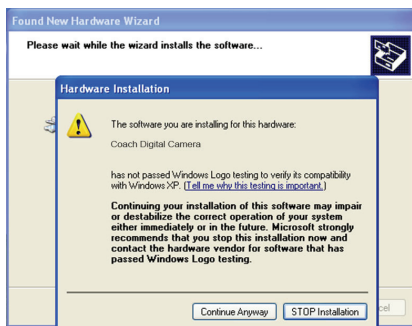 Found New Hardware Wizard
Please wait while the wizard installs the software...
Hardware Installation
The software you are installing for this hardware:
Coach Digital Camera
has not passed Windows Logo testing to verify its compatibility
with Windows XP. (Tell me why this testing is important.)
Continuing your installation of this software may impair
or destabilize the correct operation of your system
either immediately or in the future. Microsoft strongly
recommends that you stop this installation now and
contact the hardware vendor for software that has
passed Windows Logo testing.
Continue Anyway
STOP Installation